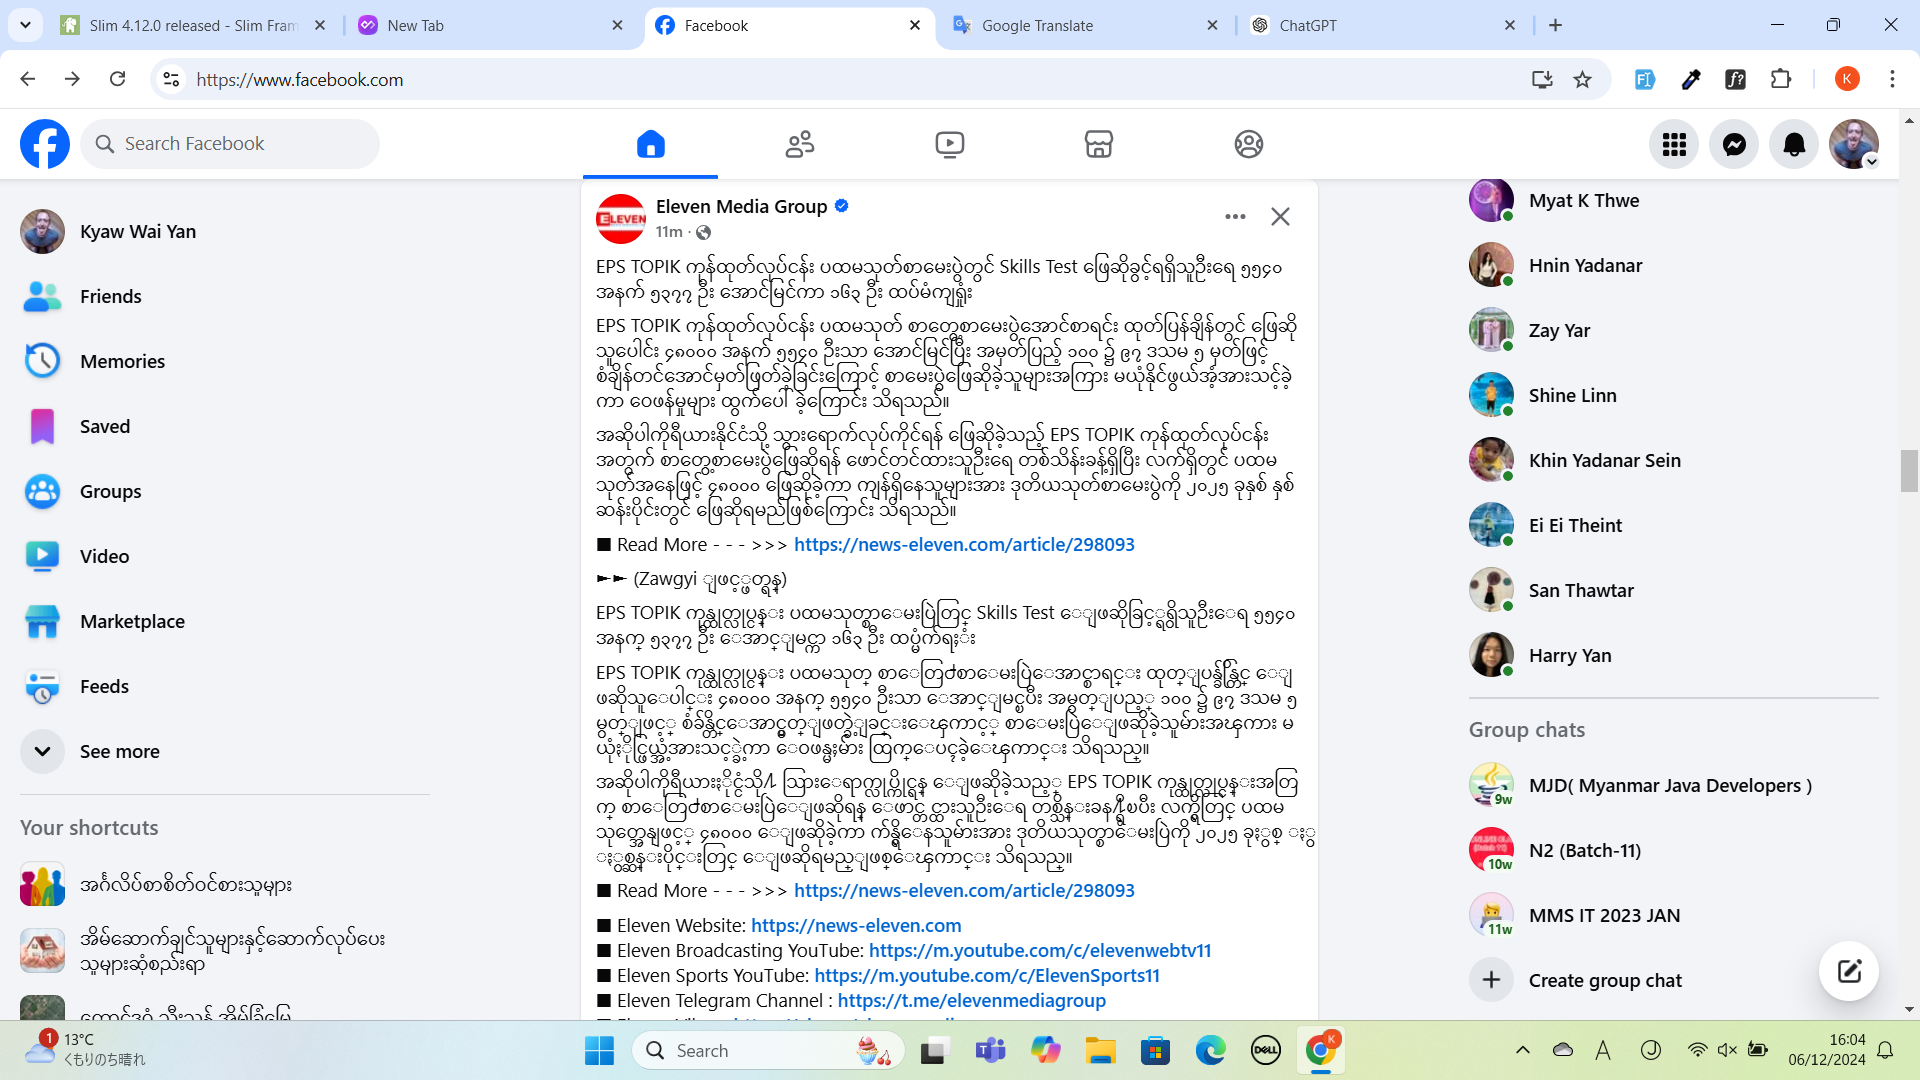 Slim 4.12.0 released - Slim Fram
New Tab
Facebook
Google Translate
ChatGPT
https://www.facebook.com
K
Search Facebook
Kyaw Wai Yan
Friends
Memories
Saved
Groups
Video
Marketplace
Feeds
See more
Your shortcuts
အင်္ဂလိပ်စာစိတ်ဝင်စားသူများ
အိမ်ဆောက်ချင်သူများနှင့်ဆောက်လုပ်ပေး
သူများဆုံစည်းရာ
ELEVEN
Eleven Media Group
11m ·
EPS TOPIK ကုန်ထုတ်လုပ်ငန်း ပထမသုတ်စာမေးပွဲတွင် Skills Test ဖြေဆိုခွင့်ရရှိသူဦးရေ ၅၅၄၀
အနက် ၅၃၇၇ ဦး အောင်မြင်ကာ ၁၆၃ ဦး ထပ်မံကျရှုံး
EPS TOPIK ကုန်ထုတ်လုပ်ငန်း ပထမသုတ် စာတွေ့စာမေးပွဲအောင်စာရင်း ထုတ်ပြန်ချိန်တွင် ဖြေဆို
သူပေါင်း ၄၈၀၀၀ အနက် ၅၅၄၀ ဦးသာ အောင်မြင်ပြီး အမှတ်ပြည့် ၁၀၀ ၌ ၉၇ ဒသမ ၅ မှတ်ဖြင့်
စံချိန်တင်အောင်မှတ်ဖြတ်ခဲ့ခြင်းကြောင့် စာမေးပွဲဖြေဆိုခဲ့သူများအကြား မယုံနိုင်ဖွယ်အံ့အားသင့်ခဲ့
ကာ ဝေဖန်မှုများ ထွက်ပေါ်ခဲ့ကြောင်း သိရသည်။
အဆိုပါကိုရီယားနိုင်ငံသို့ သွားရောက်လုပ်ကိုင်ရန် ဖြေဆိုခဲ့သည့် EPS TOPIK ကုန်ထုတ်လုပ်ငန်း
အတွက် စာတွေ့စာမေးပွဲဖြေဆိုရန် ဖောင်တင်ထားသူဦးရေ တစ်သိန်းခန့်ရှိပြီး လက်ရှိတွင် ပထမ
သုတ်အနေဖြင့် ၄၈၀၀၀ ဖြေဆိုခဲ့ကာ ကျန်ရှိနေသူများအား ဒုတိယသုတ်စာမေးပွဲကို ၂၀၂၅ ခုနှစ် နှစ်
ဆန်းပိုင်းတွင် ဖြေဆိုရမည်ဖြစ်ကြောင်း သိရသည်။
■ Read More - - - >>> https://news-eleven.com/article/298093
►► (Zawgyi ျဖင့္ဖတ္ရန္)
EPS TOPIK ကုန္ထုတ္လုပ္ငန္း ပထမသုတ္စာေမးပြဲတြင္ Skills Test ေျဖဆိုခြင့္ရရွိသူဦးေရ ၅၅၄၀
အနက္ ၅၃၇၇ ဦး ေအာင္ျမင္ကာ ၁၆၃ ဦး ထပ္မံက်ရႈံး
EPS TOPIK ကုန္ထုတ္လုပ္ငန္း ပထမသုတ္ စာေတြ႕စာေမးပြဲေအာင္စာရင္း ထုတ္ျပန္ခ်ိန္တြင္ ေျ
ဖဆိုသူေပါင္း ၄၈၀၀၀ အနက္ ၅၅၄၀ ဦးသာ ေအာင္ျမင္ၿပီး အမွတ္ျပည့္ ၁၀၀ ၌ ၉၇ ဒသမ ၅
မွတ္ျဖင့္ စံခ်ိန္တင္ေအာင္မွတ္ျဖတ္ခဲ့ျခင္းေၾကာင့္ စာေမးပြဲေျဖဆိုခဲ့သူမ်ားအၾကား မ
ယုံႏိုင္ဖြယ္အံ့အားသင့္ခဲ့ကာ ေဝဖန္မႈမ်ား ထြက္ေပၚခဲ့ေၾကာင္း သိရသည္။
အဆိုပါကိုရီယားႏိုင္ငံသို႔ သြားေရာက္လုပ္ကိုင္ရန္ ေျဖဆိုခဲ့သည့္ EPS TOPIK ကုန္ထုတ္လုပ္ငန္းအတြ
က္ စာေတြ႕စာေမးပြဲေျဖဆိုရန္ ေဖာင္တင္ထားသူဦးေရ တစ္သိန္းခန႔္ရွိၿပီး လက္ရွိတြင္ ပထမ
သုတ္အေနျဖင့္ ၄၈၀၀၀ ေျဖဆိုခဲ့ကာ က်န္ရွိေနသူမ်ားအား ဒုတိယသုတ္စာေမးပြဲကို ၂၀၂၅ ခုႏွစ္ ႏွ
ႏွစ္ဆန္းပိုင္းတြင္ ေျဖဆိုရမည္ျဖစ္ေၾကာင္း သိရသည္။
■ Read More - - - >>> https://news-eleven.com/article/298093
■ Eleven Website: https://news-eleven.com
■ Eleven Broadcasting YouTube: https://m.youtube.com/c/elevenwebtv11
■ Eleven Sports YouTube: https://m.youtube.com/c/ElevenSports11
■ Eleven Telegram Channel : https://t.me/elevenmediagroup
Myat K Thwe
Hnin Yadanar
Zay Yar
Shine Linn
Khin Yadanar Sein
Ei Ei Theint
San Thawtar
Harry Yan
Group chats
MJD( Myanmar Java Developers )
9w
N2 (Batch-11)
10w
MMS IT 2023 JAN
11w
Create group chat
1
13°C
くもりのち晴れ
Search
DELL
K
A
J
16:04
06/12/2024